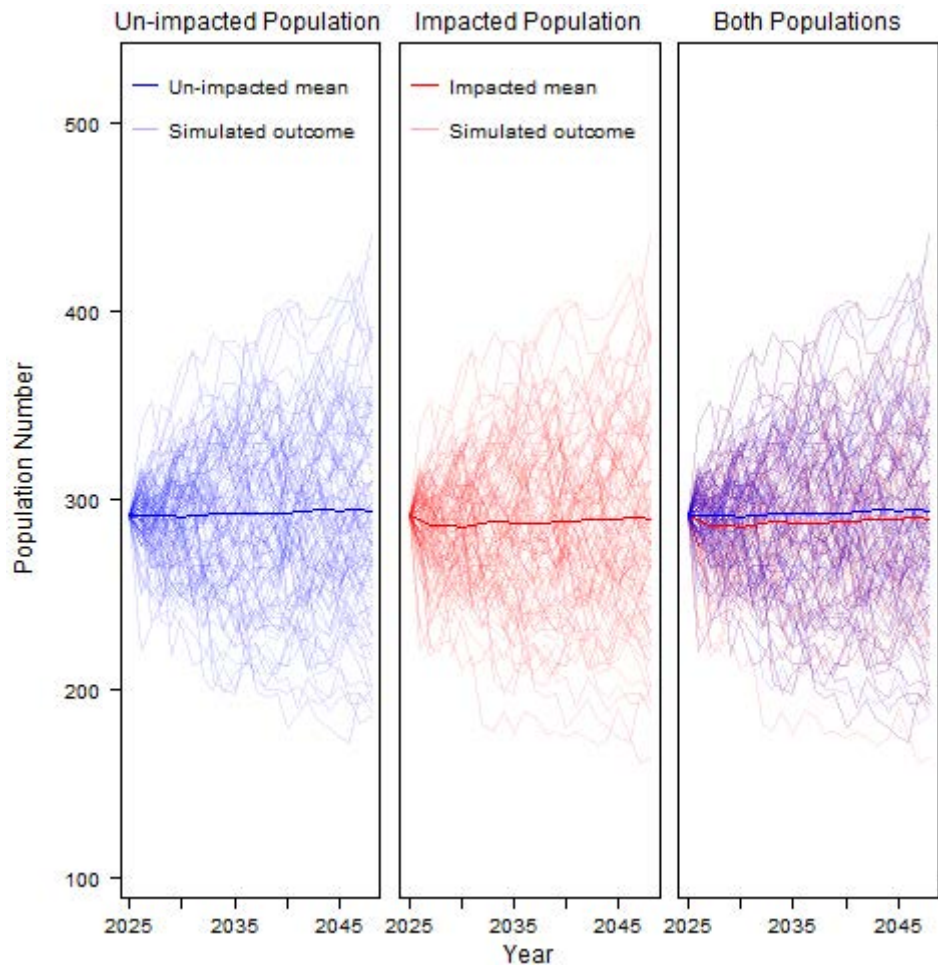 Un-impacted Population
Impacted Population
Both Populations
Un-impacted mean
Simulated outcome
Impacted mean
Simulated outcome
Population Number
500
400
300
200
100
2025
2035
2045
2025
2035
2045
2025
2035
2045
Year